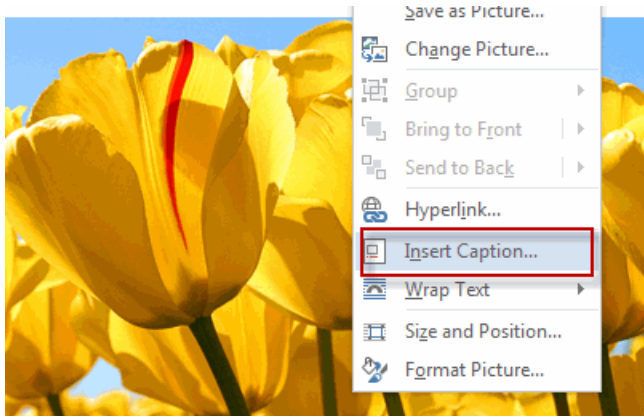 Save as Picture...
Change Picture...
Group
Bring to Front
Send to Back
Hyperlink...
Insert Caption...
Wrap Text
Size and Position...
Format Picture...